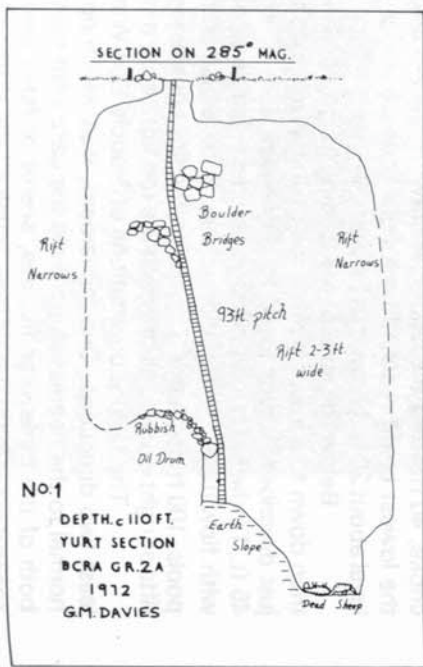 SECTION ON 285° MAG.
Boulder
Bridges
Rift
Narrows
Rift
Narrows
93ft. pitch
Rift 2-3ft.
wide
Rubbish
Oil Drum
No.1
Earth
Slope
DEPTH. c 110 FT.
YURT SECTION
BCRA GR.2A
1972
G.M. DAVIES
Dead Sheep